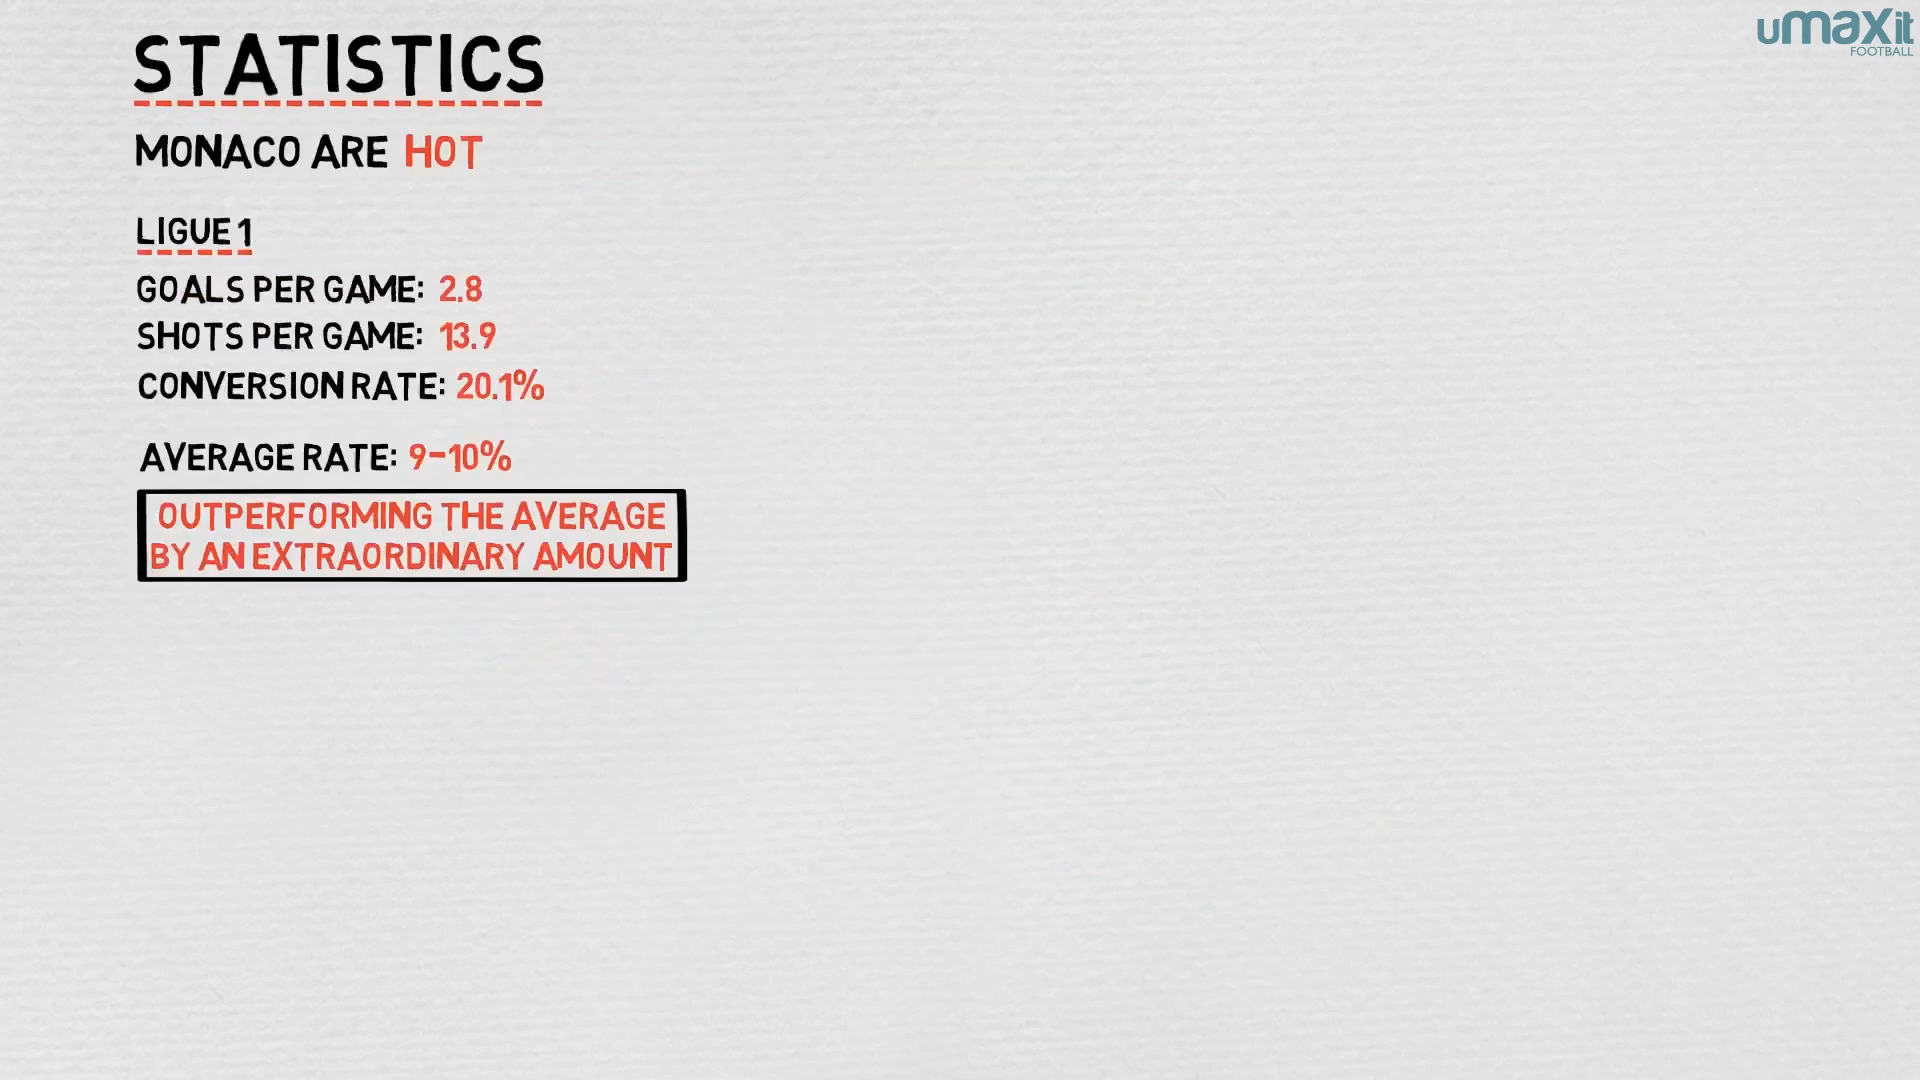 STATISTICS
MONACO ARE HOT
LIGUE 1
GOALS PER GAME: 2.8
SHOTS PER GAME: 13.9
CONVERSION RATE: 20.1%
AVERAGE RATE: 9-10%
OUTPERFORMING THE AVERAGE
BY AN EXTRAORDINARY AMOUNT
umaxit
FOOTBALL